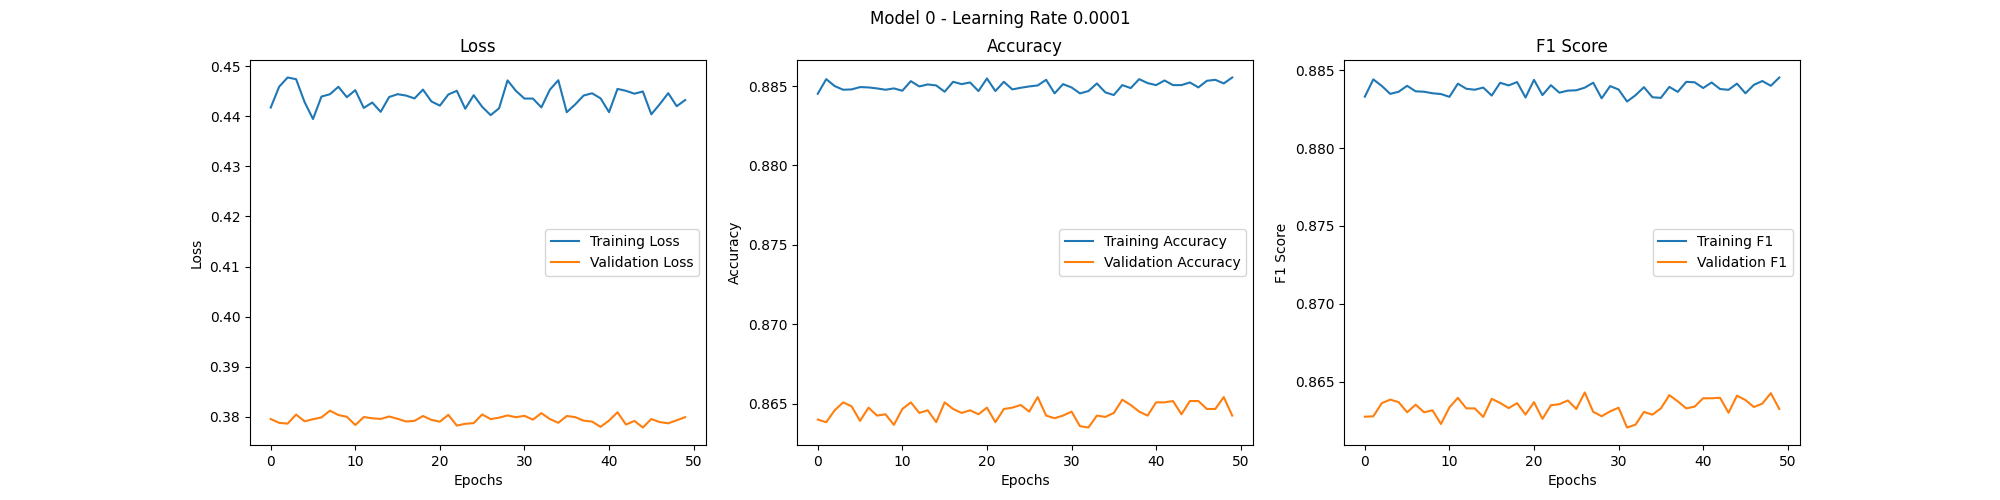 Model 0 - Learning Rate 0.0001
Loss
0.45
0.44
0.43
0.42
0.41
0.40
0.39
0.38
Loss
Training Loss
Validation Loss
0 10 20 30 40 50
Epochs
Accuracy
0.885
0.880
0.875
0.870
0.865
Accuracy
Training Accuracy
Validation Accuracy
0 10 20 30 40 50
Epochs
F1 Score
0.885
0.880
0.875
0.870
0.865
F1 Score
Training F1
Validation F1
0 10 20 30 40 50
Epochs